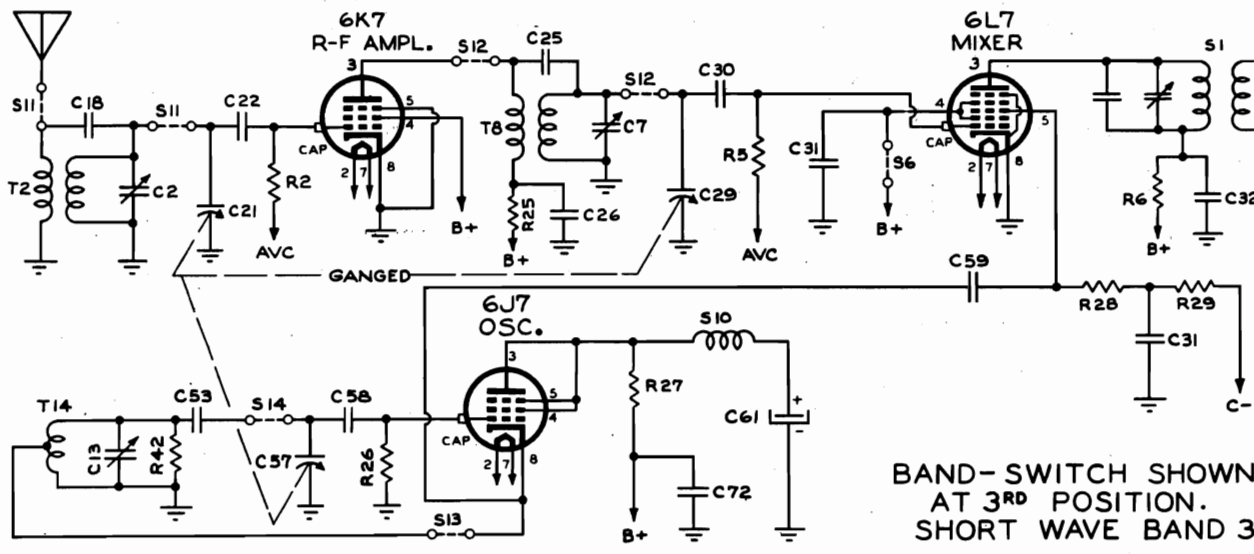 6K7
R-F AMPL.
6L7
MIXER
3
S12
C25
3
S1
S11
C18
S11
C22
5
4
S12
C30
4
5
CAP
2 7 8
T8
C7
CAP
2 7 8
T2
C2
C21
R2
R5
C31
S6
R6
C32
C29
R25
C26
B+
AVC
B+
AVC
B+
B+
GANGED
C59
R28
R29
6J7
OSC.
S10
3
C31
T14
C53
S14
C58
5
4
R27
C61
+
-
C-
C13
R42
C57
R26
CAP
2 7 8
C72
S13
B+
BAND-SWITCH SHOWN
AT 3RD POSITION.
SHORT WAVE BAND 3